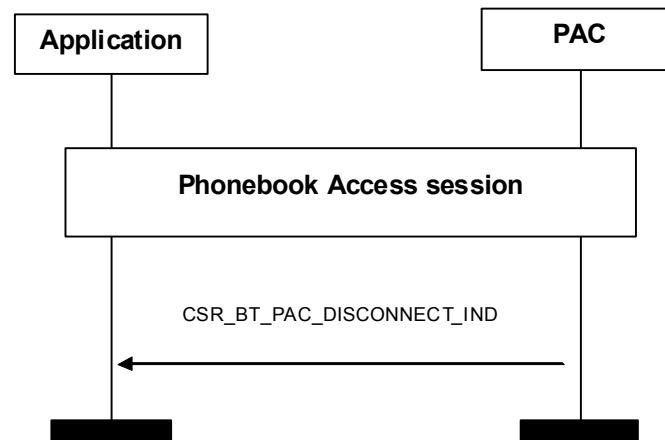 Application
PAC
Phonebook Access session
CSR_BT_PAC_DISCONNECT_IND